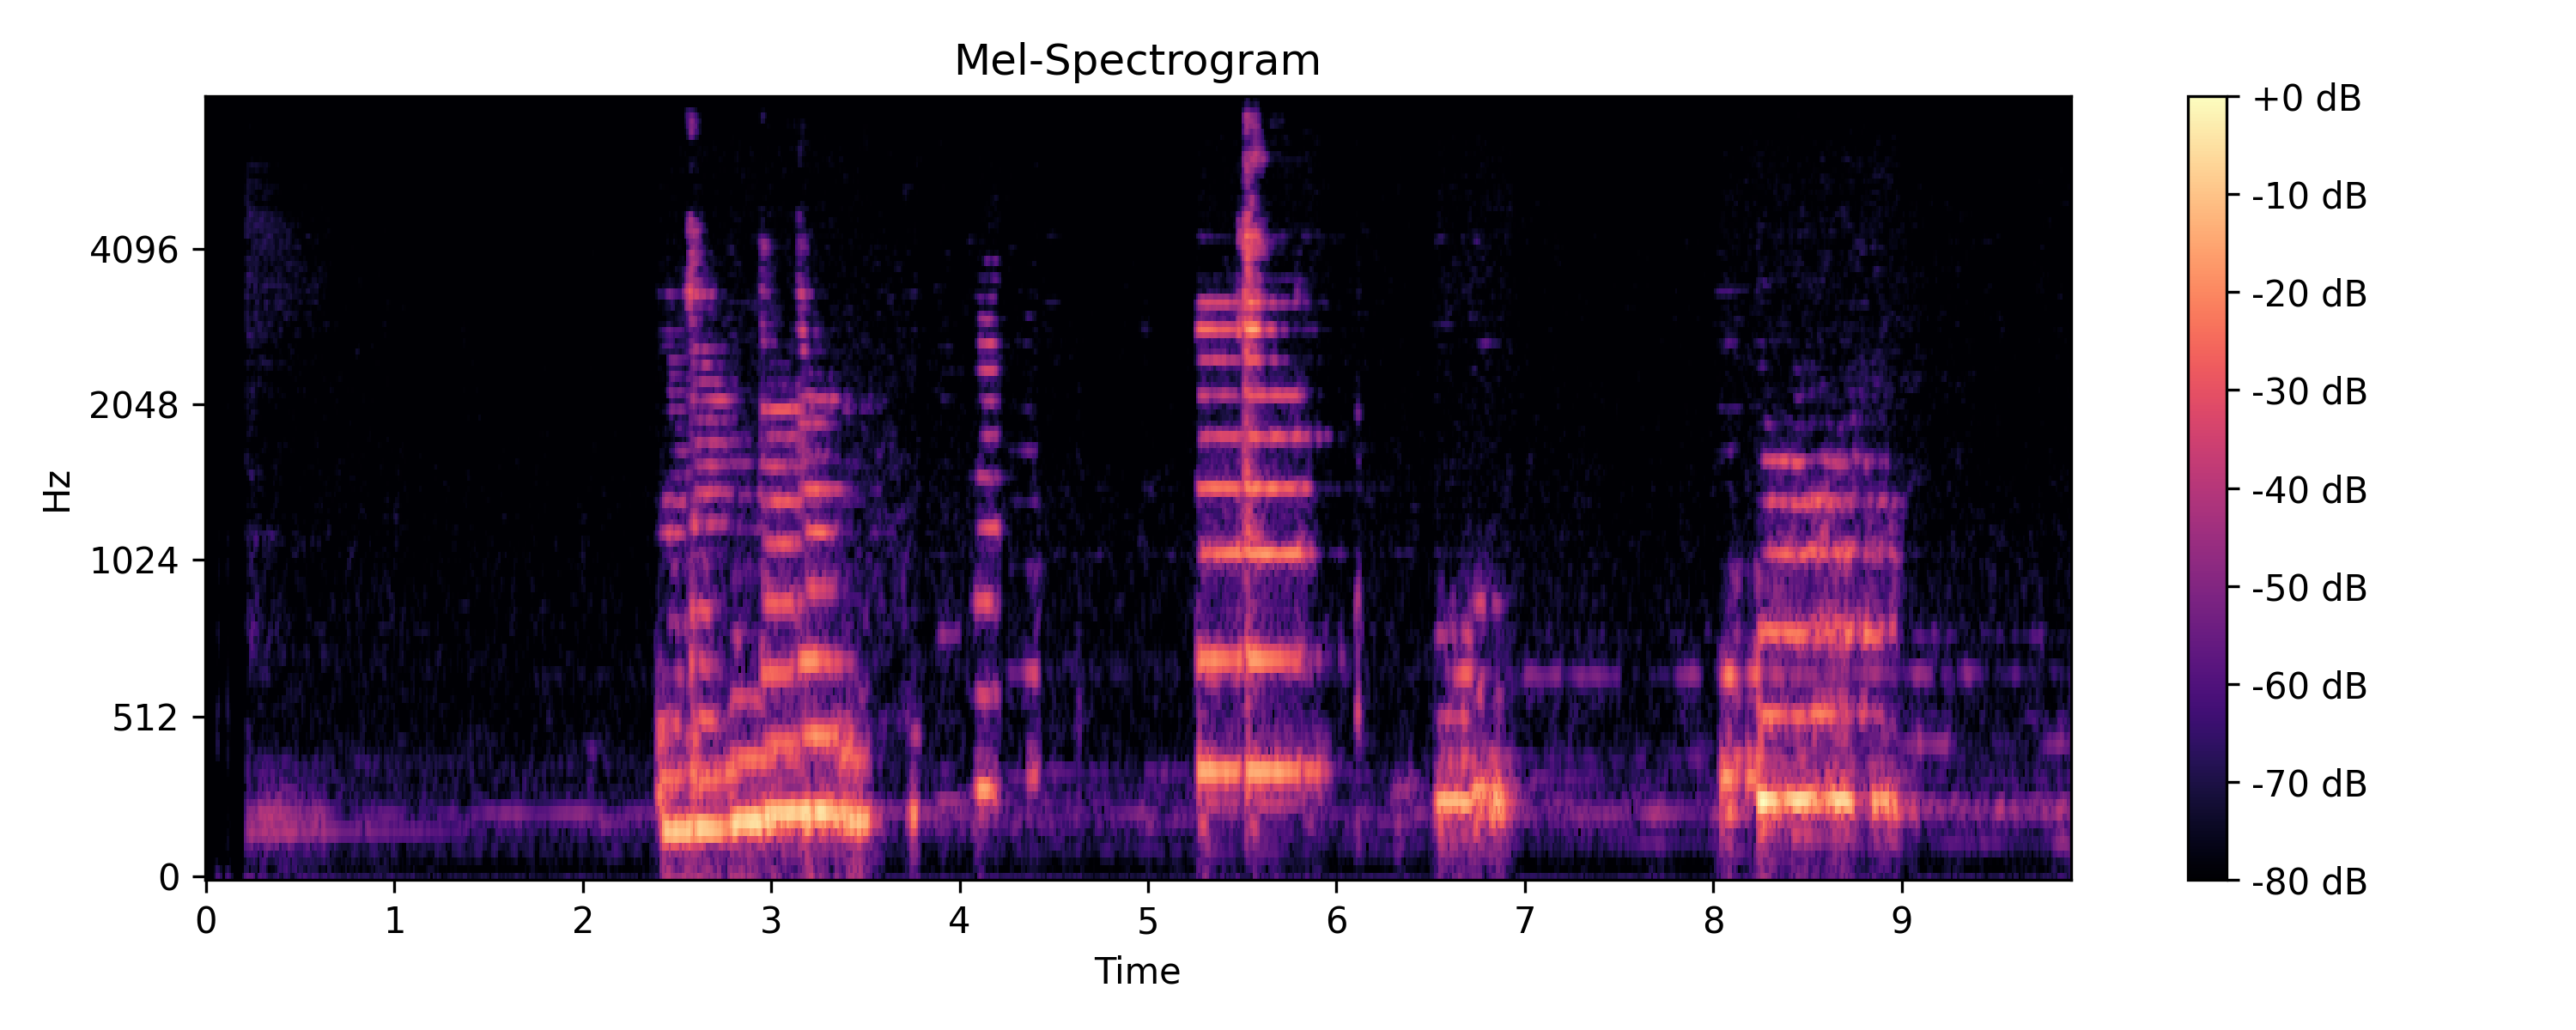 Mel-Spectrogram
Hz
4096
2048
1024
512
0
0 1 2 3 4 5 6 7 8 9
Time
+0 dB
-10 dB
-20 dB
-30 dB
-40 dB
-50 dB
-60 dB
-70 dB
-80 dB